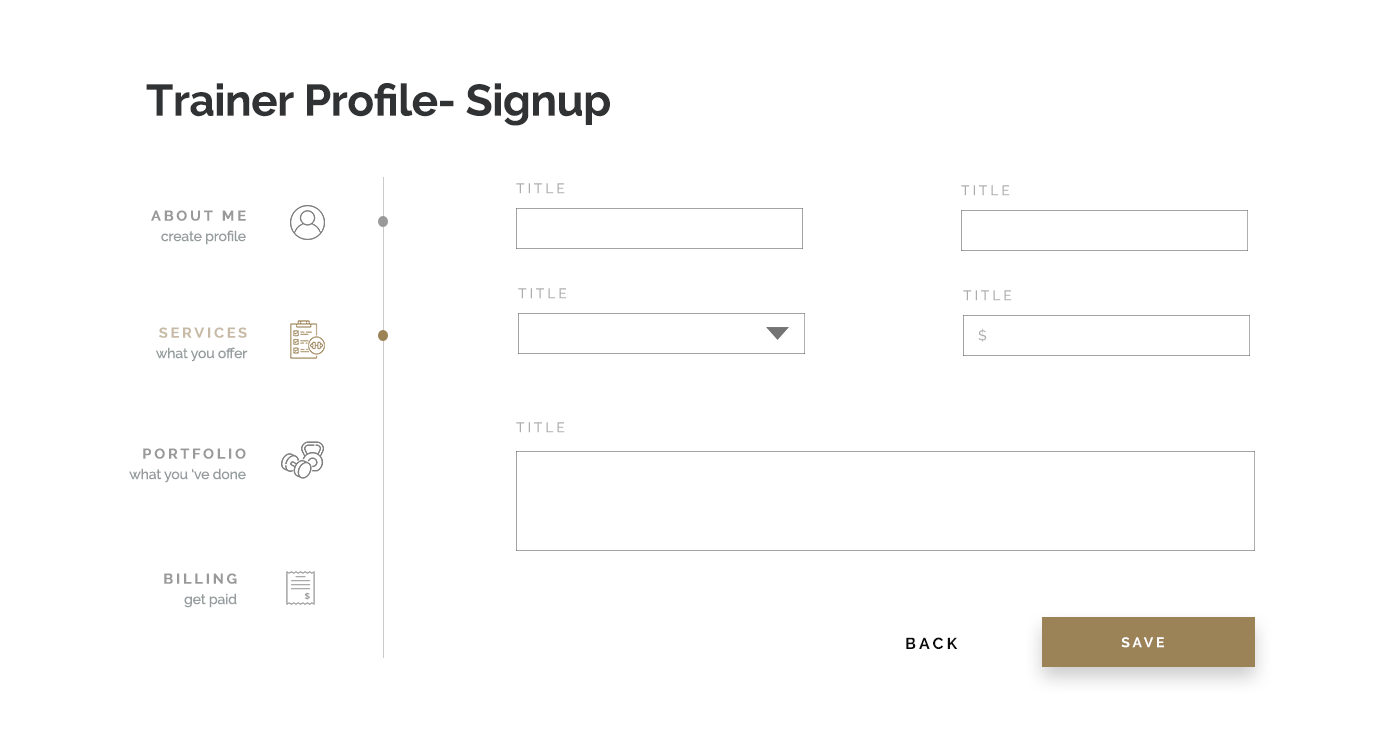 Trainer Profile- Signup
ABOUT ME
create profile
SERVICES
what you offer
PORTFOLIO
what you ‘ve done
BILLING
get paid
$
TITLE
TITLE
TITLE
TITLE
$
TITLE
BACK
SAVE